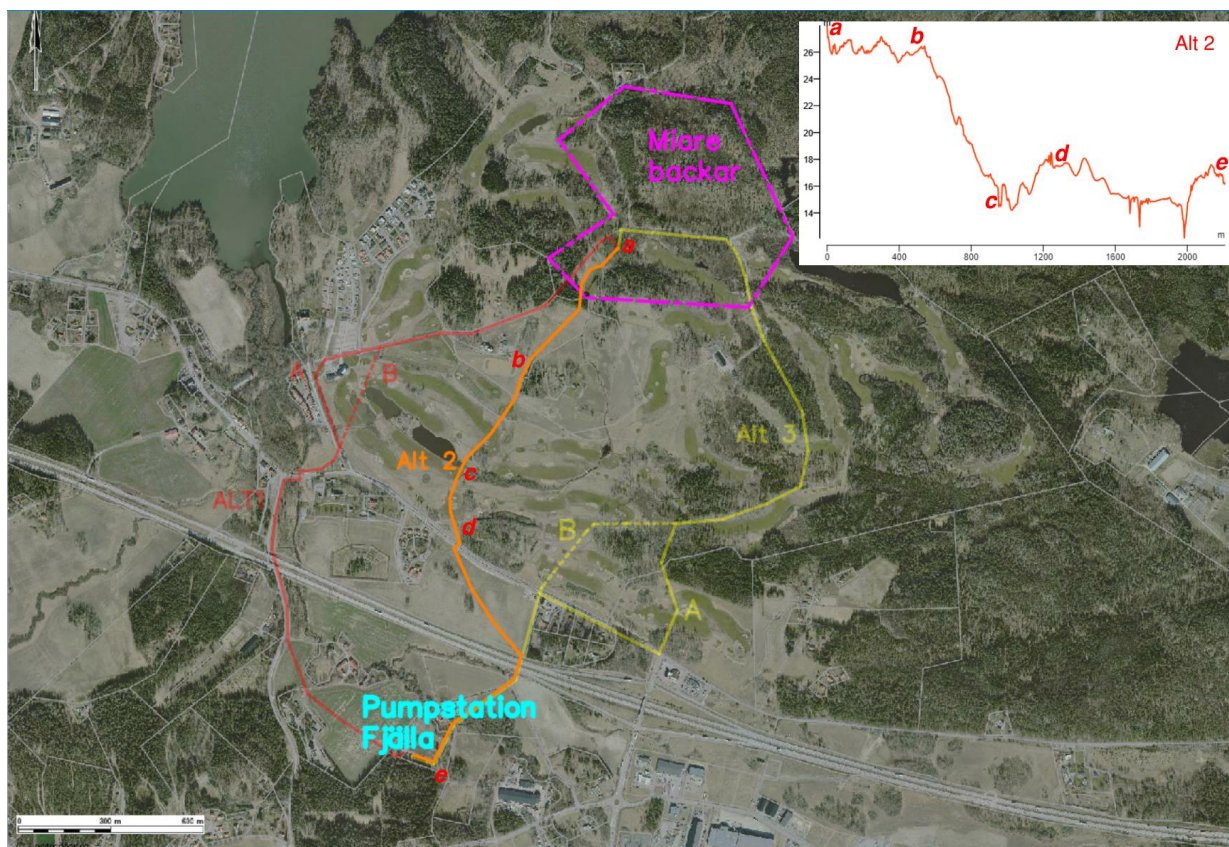 a
b
Alt 2
26
24
22
20
18
16
14
c
d
e
m
0
400
800
1200
1600
2000
Miare
backar
a
b
A
B
Alt 2
Alt 3
c
ALT1
d
B
A
Pumpstation
Fjälla
e
0
300 m
600 m